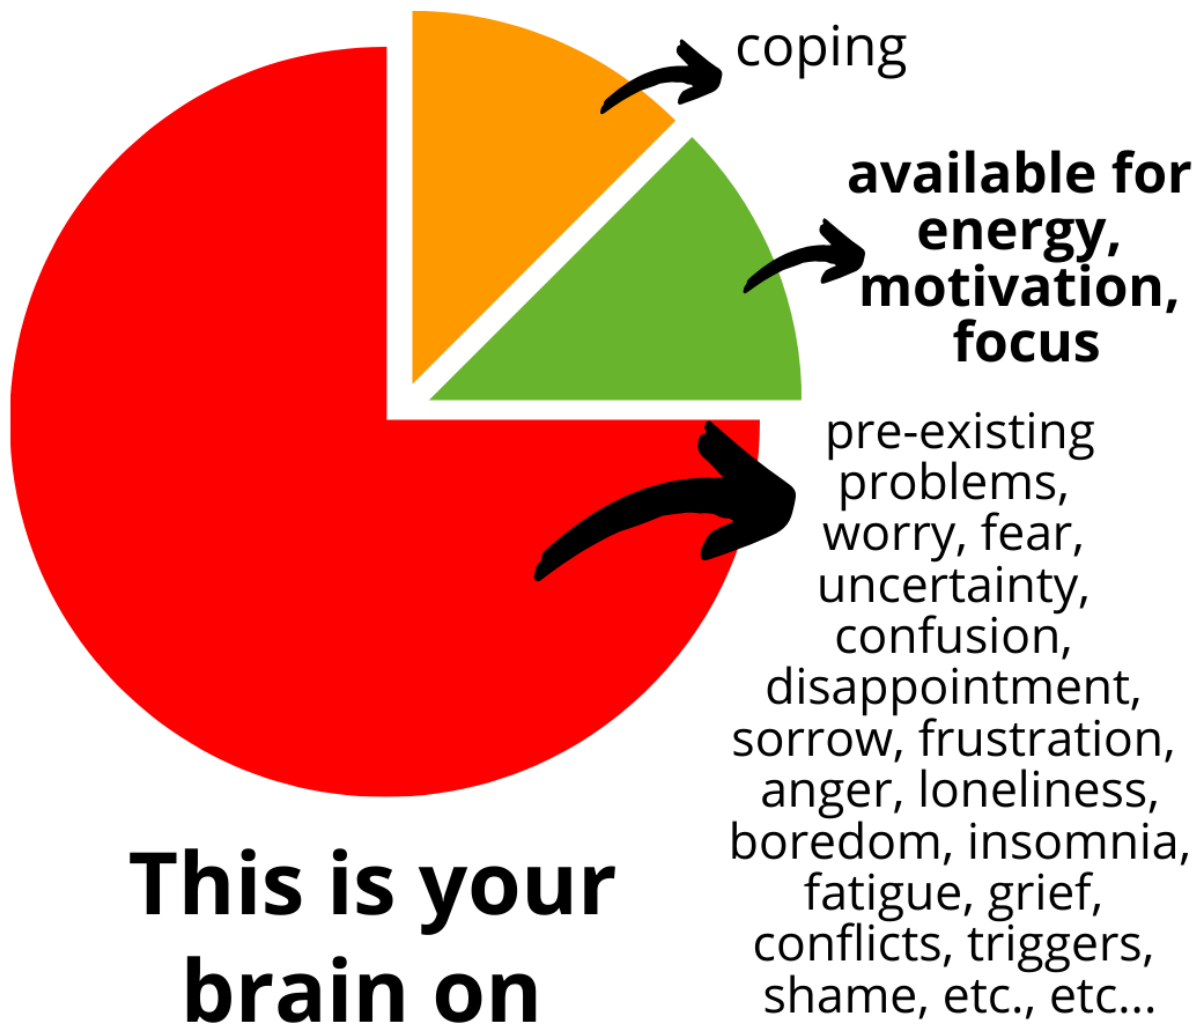 coping
available for
energy,
motivation,
focus
pre-existing
problems,
worry, fear,
uncertainty,
confusion,
disappointment,
sorrow, frustration,
anger, loneliness,
boredom, insomnia,
fatigue, grief,
conflicts, triggers,
shame, etc., etc...
This is your
brain on